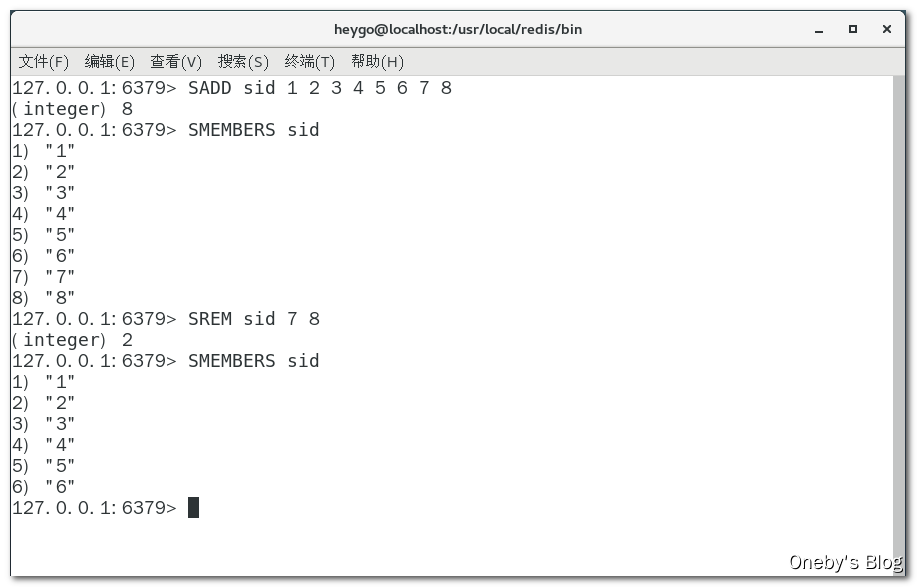 heygo@localhost:/usr/local/redis/bin
文件(F) 编辑(E) 查看(V) 搜索(S) 终端(T) 帮助(H)
127.0.0.1:6379> SADD sid 1 2 3 4 5 6 7 8
(integer) 8
127.0.0.1:6379> SMEMBERS sid
1) "1"
2) "2"
3) "3"
4) "4"
5) "5"
6) "6"
7) "7"
8) "8"
127.0.0.1:6379> SREM sid 7 8
(integer) 2
127.0.0.1:6379> SMEMBERS sid
1) "1"
2) "2"
3) "3"
4) "4"
5) "5"
6) "6"
127.0.0.1:6379>
Oneby's Blog